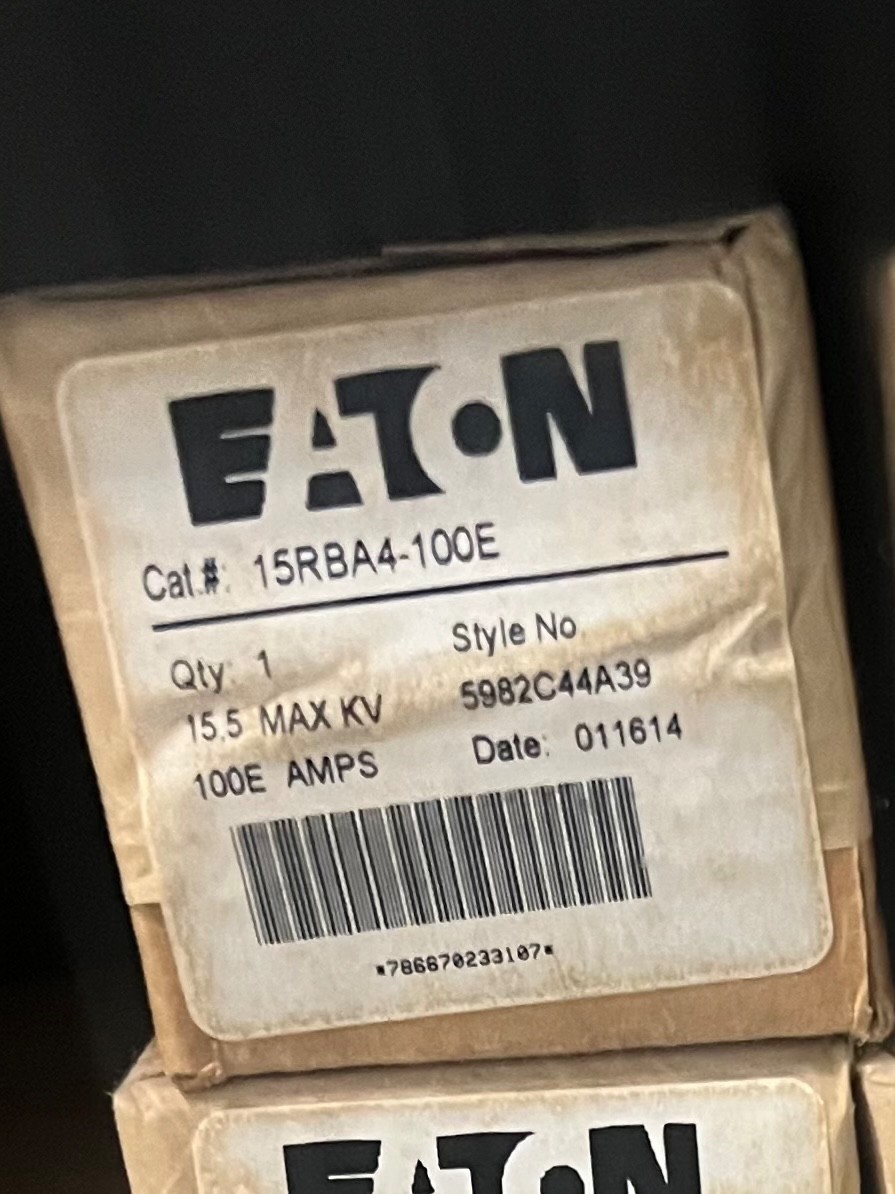 EATON
Cat.#: 15RBA4-100E
Qty: 1
Style No
15.5 MAX KV
5982C44A39
100E AMPS
Date: 011614
*786670233107*
EATON